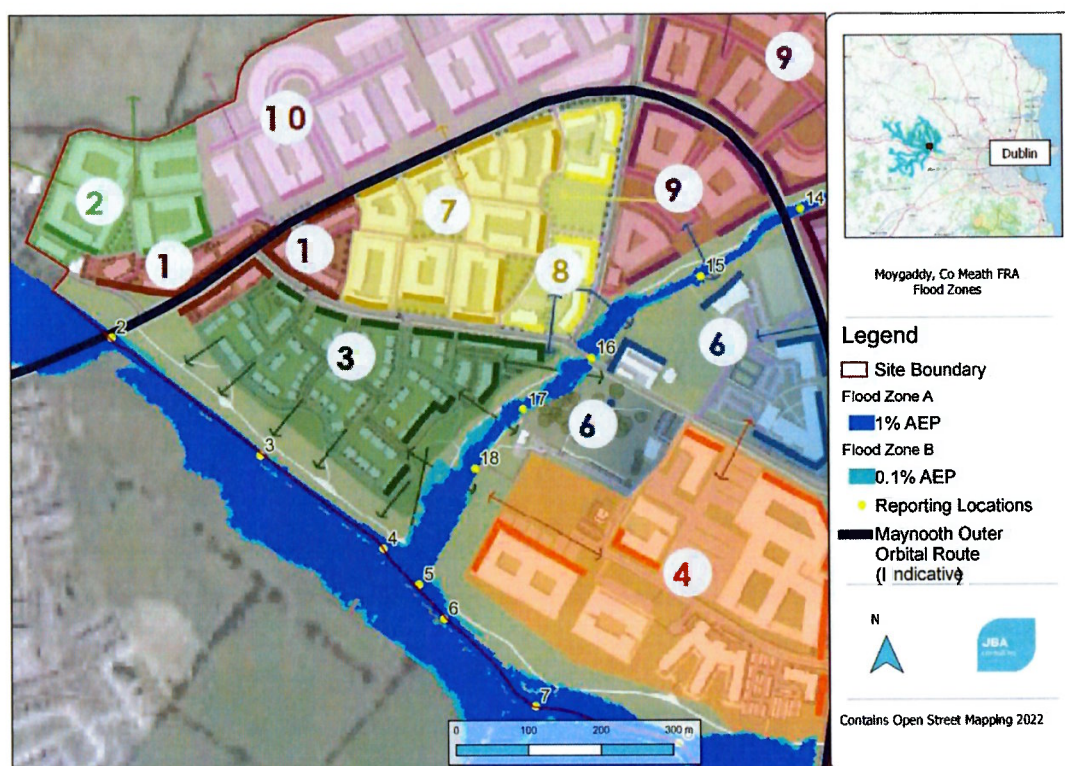 9
10
2
7
9
14
1
1
8
15
2
3
16
6
17
6
3
18
4
4
5
6
7
0 100 200 300 m
Dublin
Moygaddy, Co Meath FRA
Flood Zones
Legend
Site Boundary
Flood Zone A
1% AEP
Flood Zone B
0.1% AEP
Reporting Locations
Maynooth Outer
Orbital Route
(Indicative)
N
JBA
consulting
Contains Open Street Mapping 2022